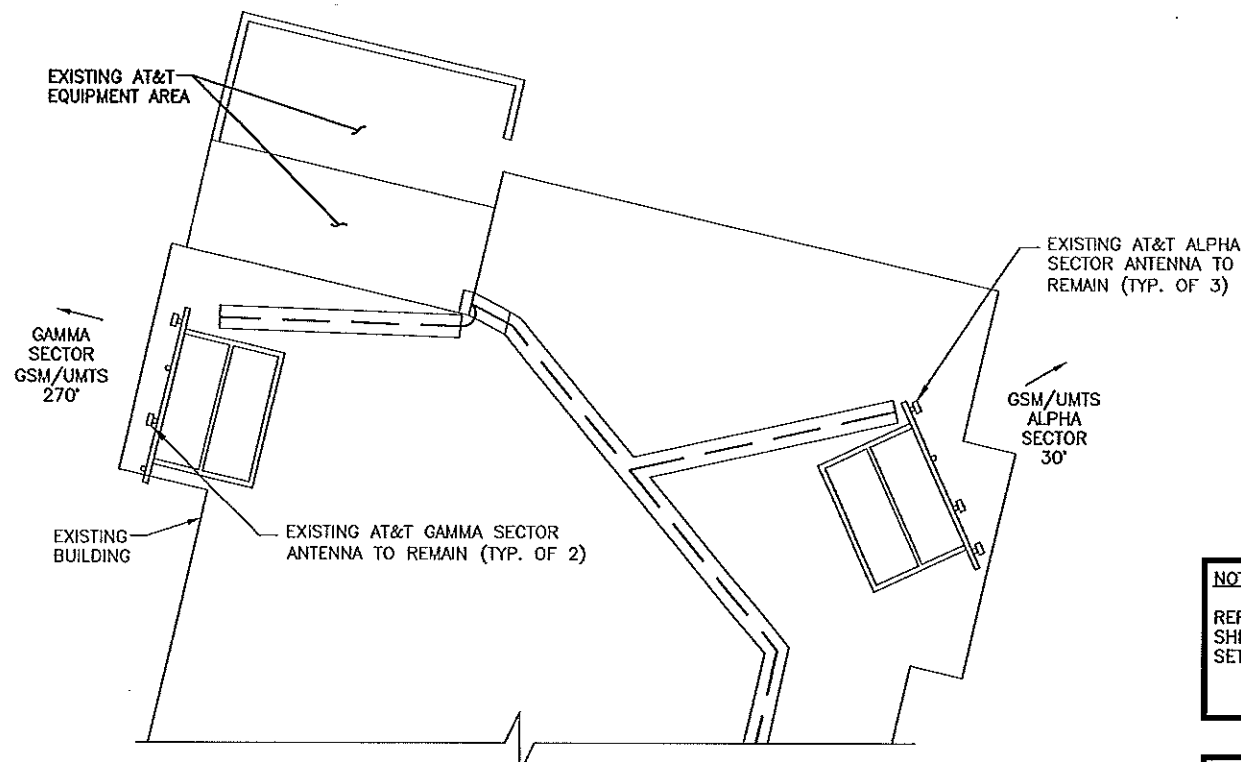 EXISTING AT&T
EQUIPMENT AREA
EXISTING AT&T ALPHA
SECTOR ANTENNA TO
REMAIN (TYP. OF 3)
GAMMA
SECTOR
GSM/UMTS
270°
GSM/UMTS
ALPHA
SECTOR
30°
EXISTING
BUILDING
EXISTING AT&T GAMMA SECTOR
ANTENNA TO REMAIN (TYP. OF 2)
SET